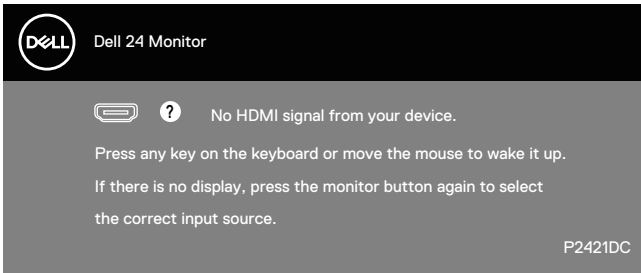 DELL
Dell 24 Monitor
? No HDMI signal from your device.
Press any key on the keyboard or move the mouse to wake it up.
If there is no display, press the monitor button again to select
the correct input source.
P2421DC